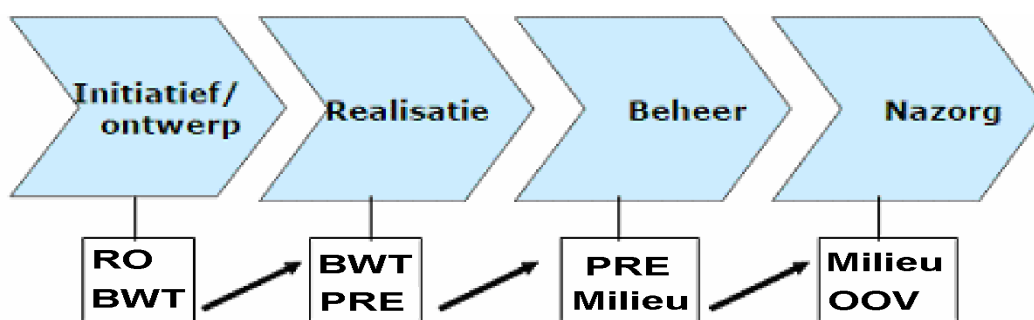 Initiatief/
ontwerp
Realisatie
Beheer
Nazorg
RO
BWT
BWT
PRE
PRE
Milieu
Milieu
OOV